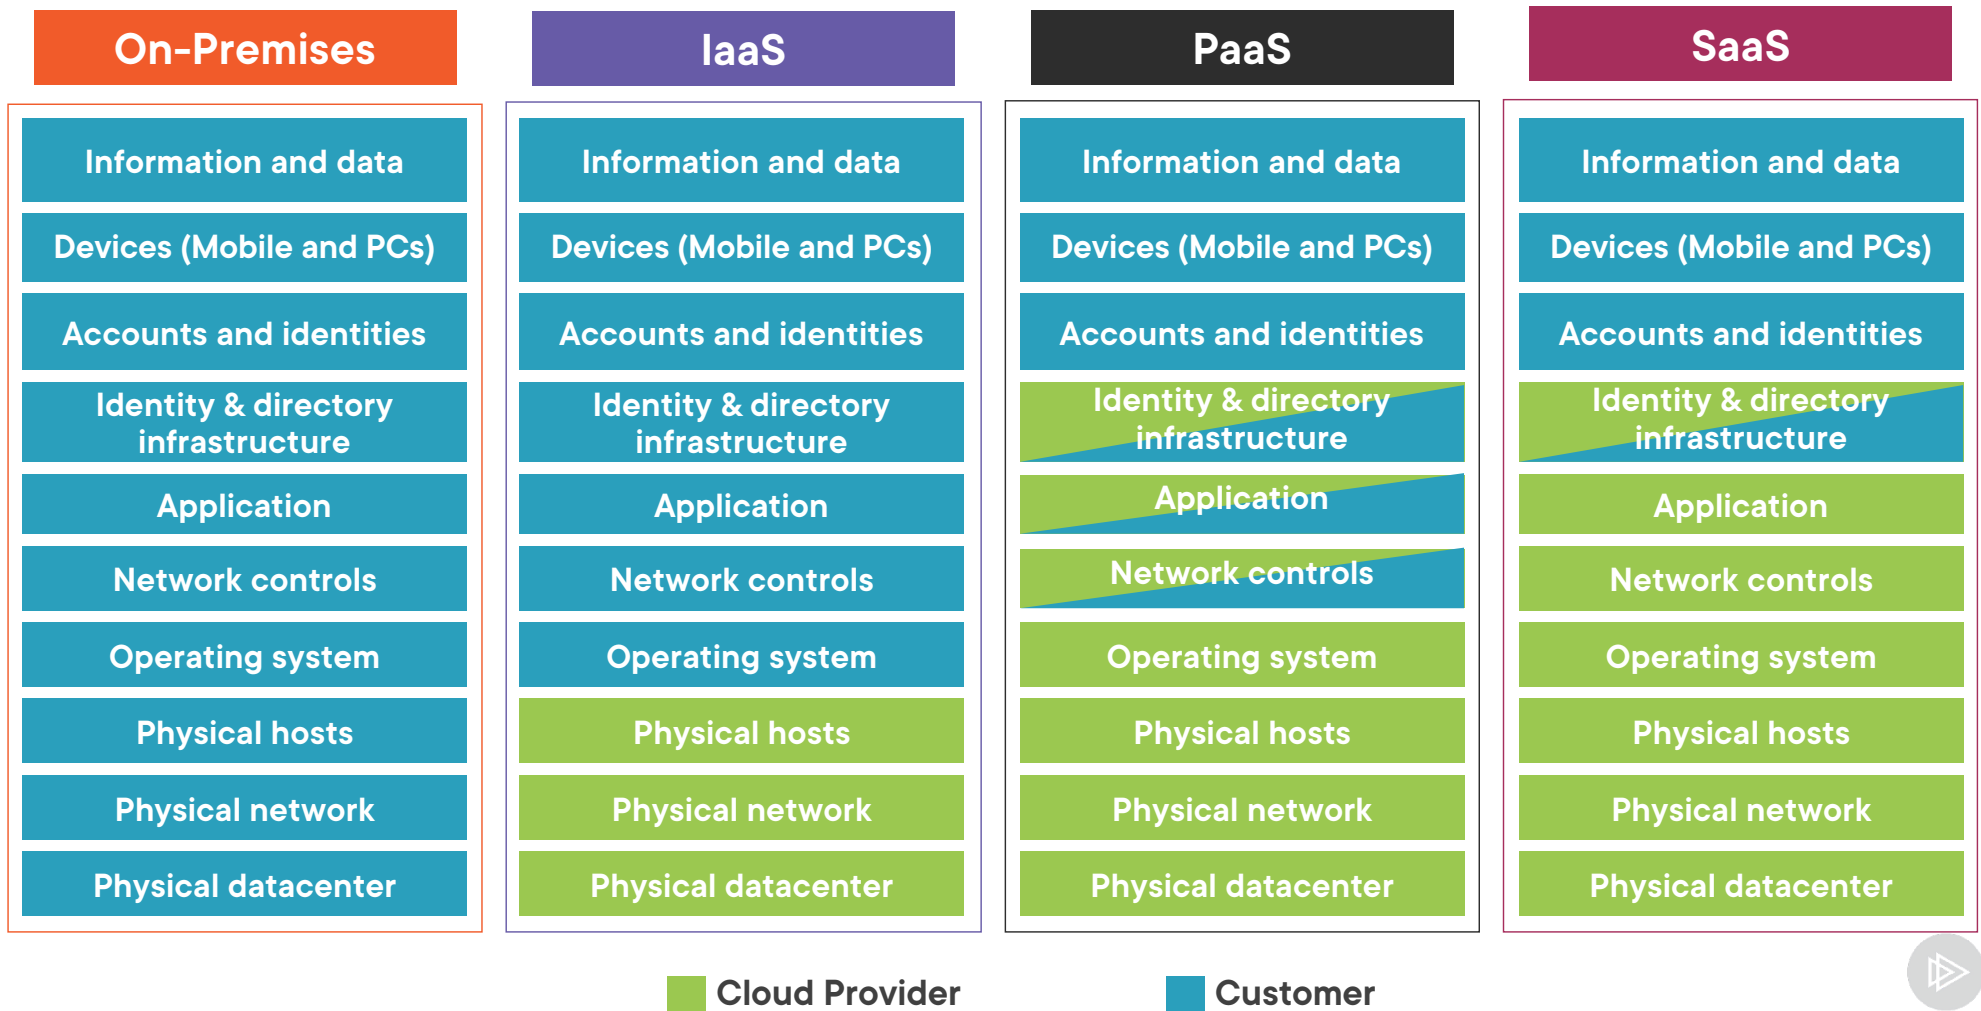 On-Premises
IaaS
PaaS
SaaS
Information and data
Devices (Mobile and PCs)
Accounts and identities
Identity & directory
infrastructure
Application
Network controls
Operating system
Physical hosts
Physical network
Physical datacenter
Information and data
Devices (Mobile and PCs)
Accounts and identities
Identity & directory
infrastructure
Application
Network controls
Operating system
Physical hosts
Physical network
Physical datacenter
Information and data
Devices (Mobile and PCs)
Accounts and identities
Identity & directory
infrastructure
Application
Network controls
Operating system
Physical hosts
Physical network
Physical datacenter
Information and data
Devices (Mobile and PCs)
Accounts and identities
Identity & directory
infrastructure
Application
Network controls
Operating system
Physical hosts
Physical network
Physical datacenter
Cloud Provider
Customer